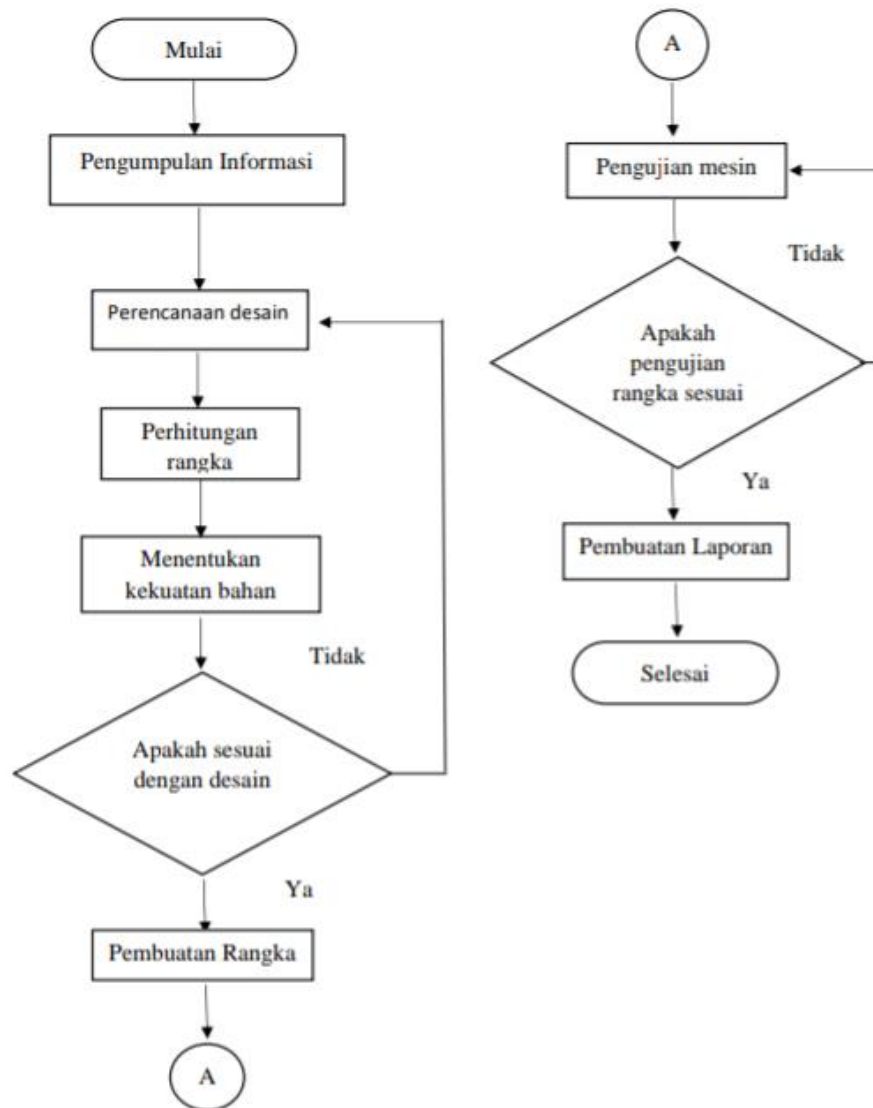 Mulai
Pengumpulan Informasi
Perencanaan desain
Perhitungan
rangka
Menentukan
kekuatan bahan
Tidak
Apakah sesuai
dengan desain
Ya
Pembuatan Rangka
A
A
Pengujian mesin
Tidak
Apakah
pengujian
rangka sesuai
Ya
Pembuatan Laporan
Selesai